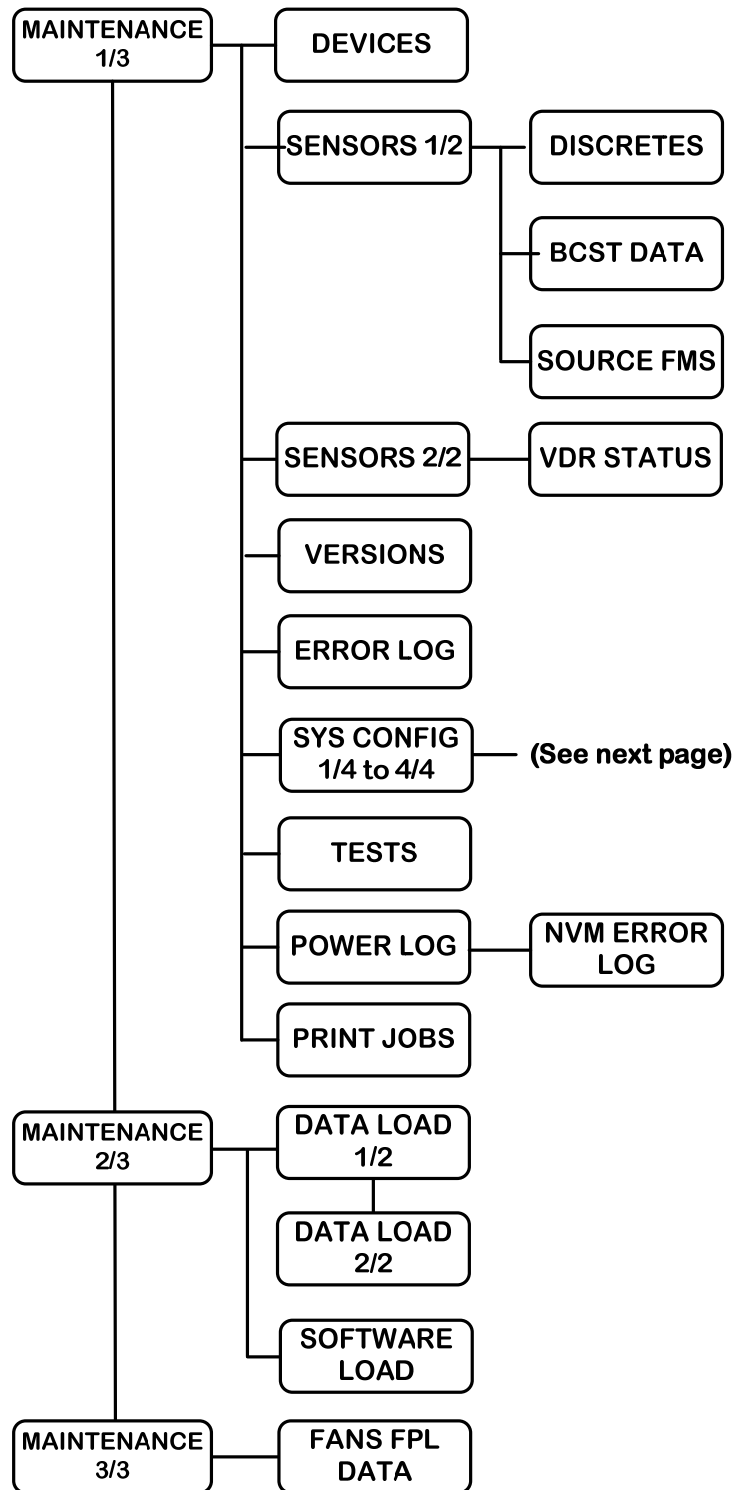 MAINTENANCE
1/3
DEVICES
SENSORS 1/2
DISCRETES
BCST DATA
SOURCE FMS
SENSORS 2/2
VDR STATUS
VERSIONS
ERROR LOG
SYS CONFIG
1/4 to 4/4
(See next page)
TESTS
POWER LOG
NVM ERROR
LOG
PRINT JOBS
MAINTENANCE
2/3
DATA LOAD
1/2
DATA LOAD
2/2
SOFTWARE
LOAD
MAINTENANCE
3/3
FANS FPL
DATA